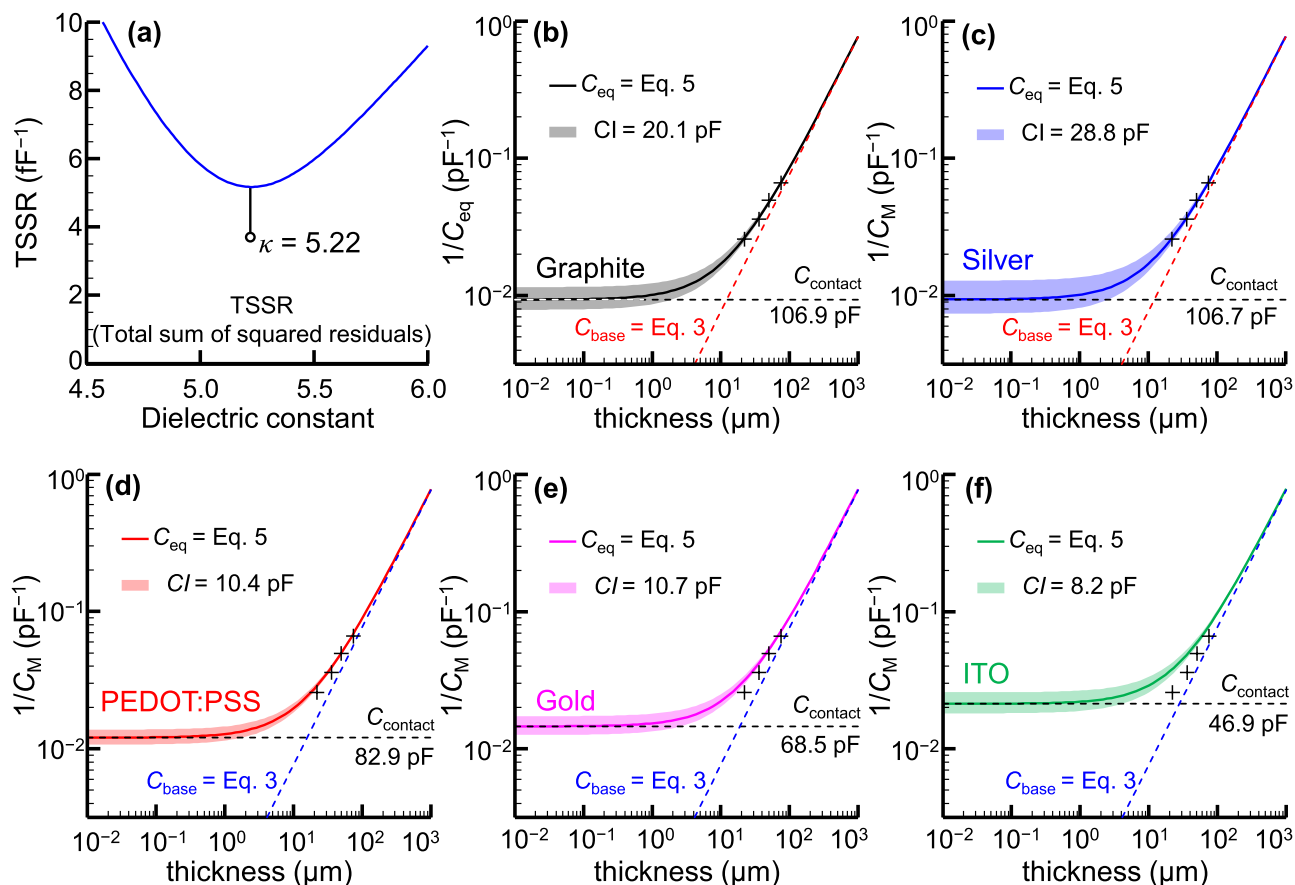 (a)
TSSR (fF⁻¹)
10
8
6
4
2
0
κ = 5.22
TSSR
(Total sum of squared residuals)
4.5 5.0 5.5 6.0
Dielectric constant
(b)
1/C_eq (pF⁻¹)
10⁰
10⁻¹
10⁻²
C_eq = Eq. 5
CI = 20.1 pF
Graphite
C_contact
106.9 pF
C_base = Eq. 3
10⁻² 10⁻¹ 10⁰ 10¹ 10² 10³
thickness (µm)
(c)
1/C_M (pF⁻¹)
10⁰
10⁻¹
10⁻²
C_eq = Eq. 5
CI = 28.8 pF
Silver
C_contact
106.7 pF
C_base = Eq. 3
10⁻² 10⁻¹ 10⁰ 10¹ 10² 10³
thickness (µm)
(d)
1/C_M (pF⁻¹)
10⁰
10⁻¹
10⁻²
C_eq = Eq. 5
CI = 10.4 pF
PEDOT:PSS
C_contact
82.9 pF
C_base = Eq. 3
10⁻² 10⁻¹ 10⁰ 10¹ 10² 10³
thickness (µm)
(e)
1/C_M (pF⁻¹)
10⁰
10⁻¹
10⁻²
C_eq = Eq. 5
CI = 10.7 pF
Gold
C_contact
68.5 pF
C_base = Eq. 3
10⁻² 10⁻¹ 10⁰ 10¹ 10² 10³
thickness (µm)
(f)
1/C_M (pF⁻¹)
10⁰
10⁻¹
10⁻²
C_eq = Eq. 5
CI = 8.2 pF
ITO
C_contact
46.9 pF
C_base = Eq. 3
10⁻² 10⁻¹ 10⁰ 10¹ 10² 10³
thickness (µm)